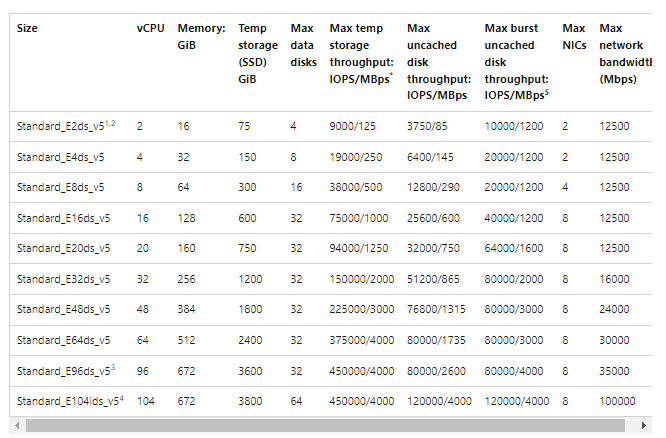 Size vCPU Memory: GiB Temp storage (SSD) GiB Max data disks Max temp storage throughput: IOPS/MBps* Max uncached disk throughput: IOPS/MBps Max burst uncached disk throughput: IOPS/MBps5 Max NICs Max network bandwidth (Mbps)
Standard_E2ds_v51,2 2 16 75 4 9000/125 3750/85 10000/1200 2 12500
Standard_E4ds_v5 4 32 150 8 19000/250 6400/145 20000/1200 2 12500
Standard_E8ds_v5 8 64 300 16 38000/500 12800/290 20000/1200 4 12500
Standard_E16ds_v5 16 128 600 32 75000/1000 25600/600 40000/1200 8 12500
Standard_E20ds_v5 20 160 750 32 94000/1250 32000/750 64000/1600 8 12500
Standard_E32ds_v5 32 256 1200 32 150000/2000 51200/865 80000/2000 8 16000
Standard_E48ds_v5 48 384 1800 32 225000/3000 76800/1315 80000/3000 8 24000
Standard_E64ds_v5 64 512 2400 32 375000/4000 80000/1735 80000/3000 8 30000
Standard_E96ds_v53 96 672 3600 32 450000/4000 80000/2600 80000/4000 8 35000
Standard_E104ids_v54 104 672 3800 64 450000/4000 120000/4000 120000/4000 8 100000